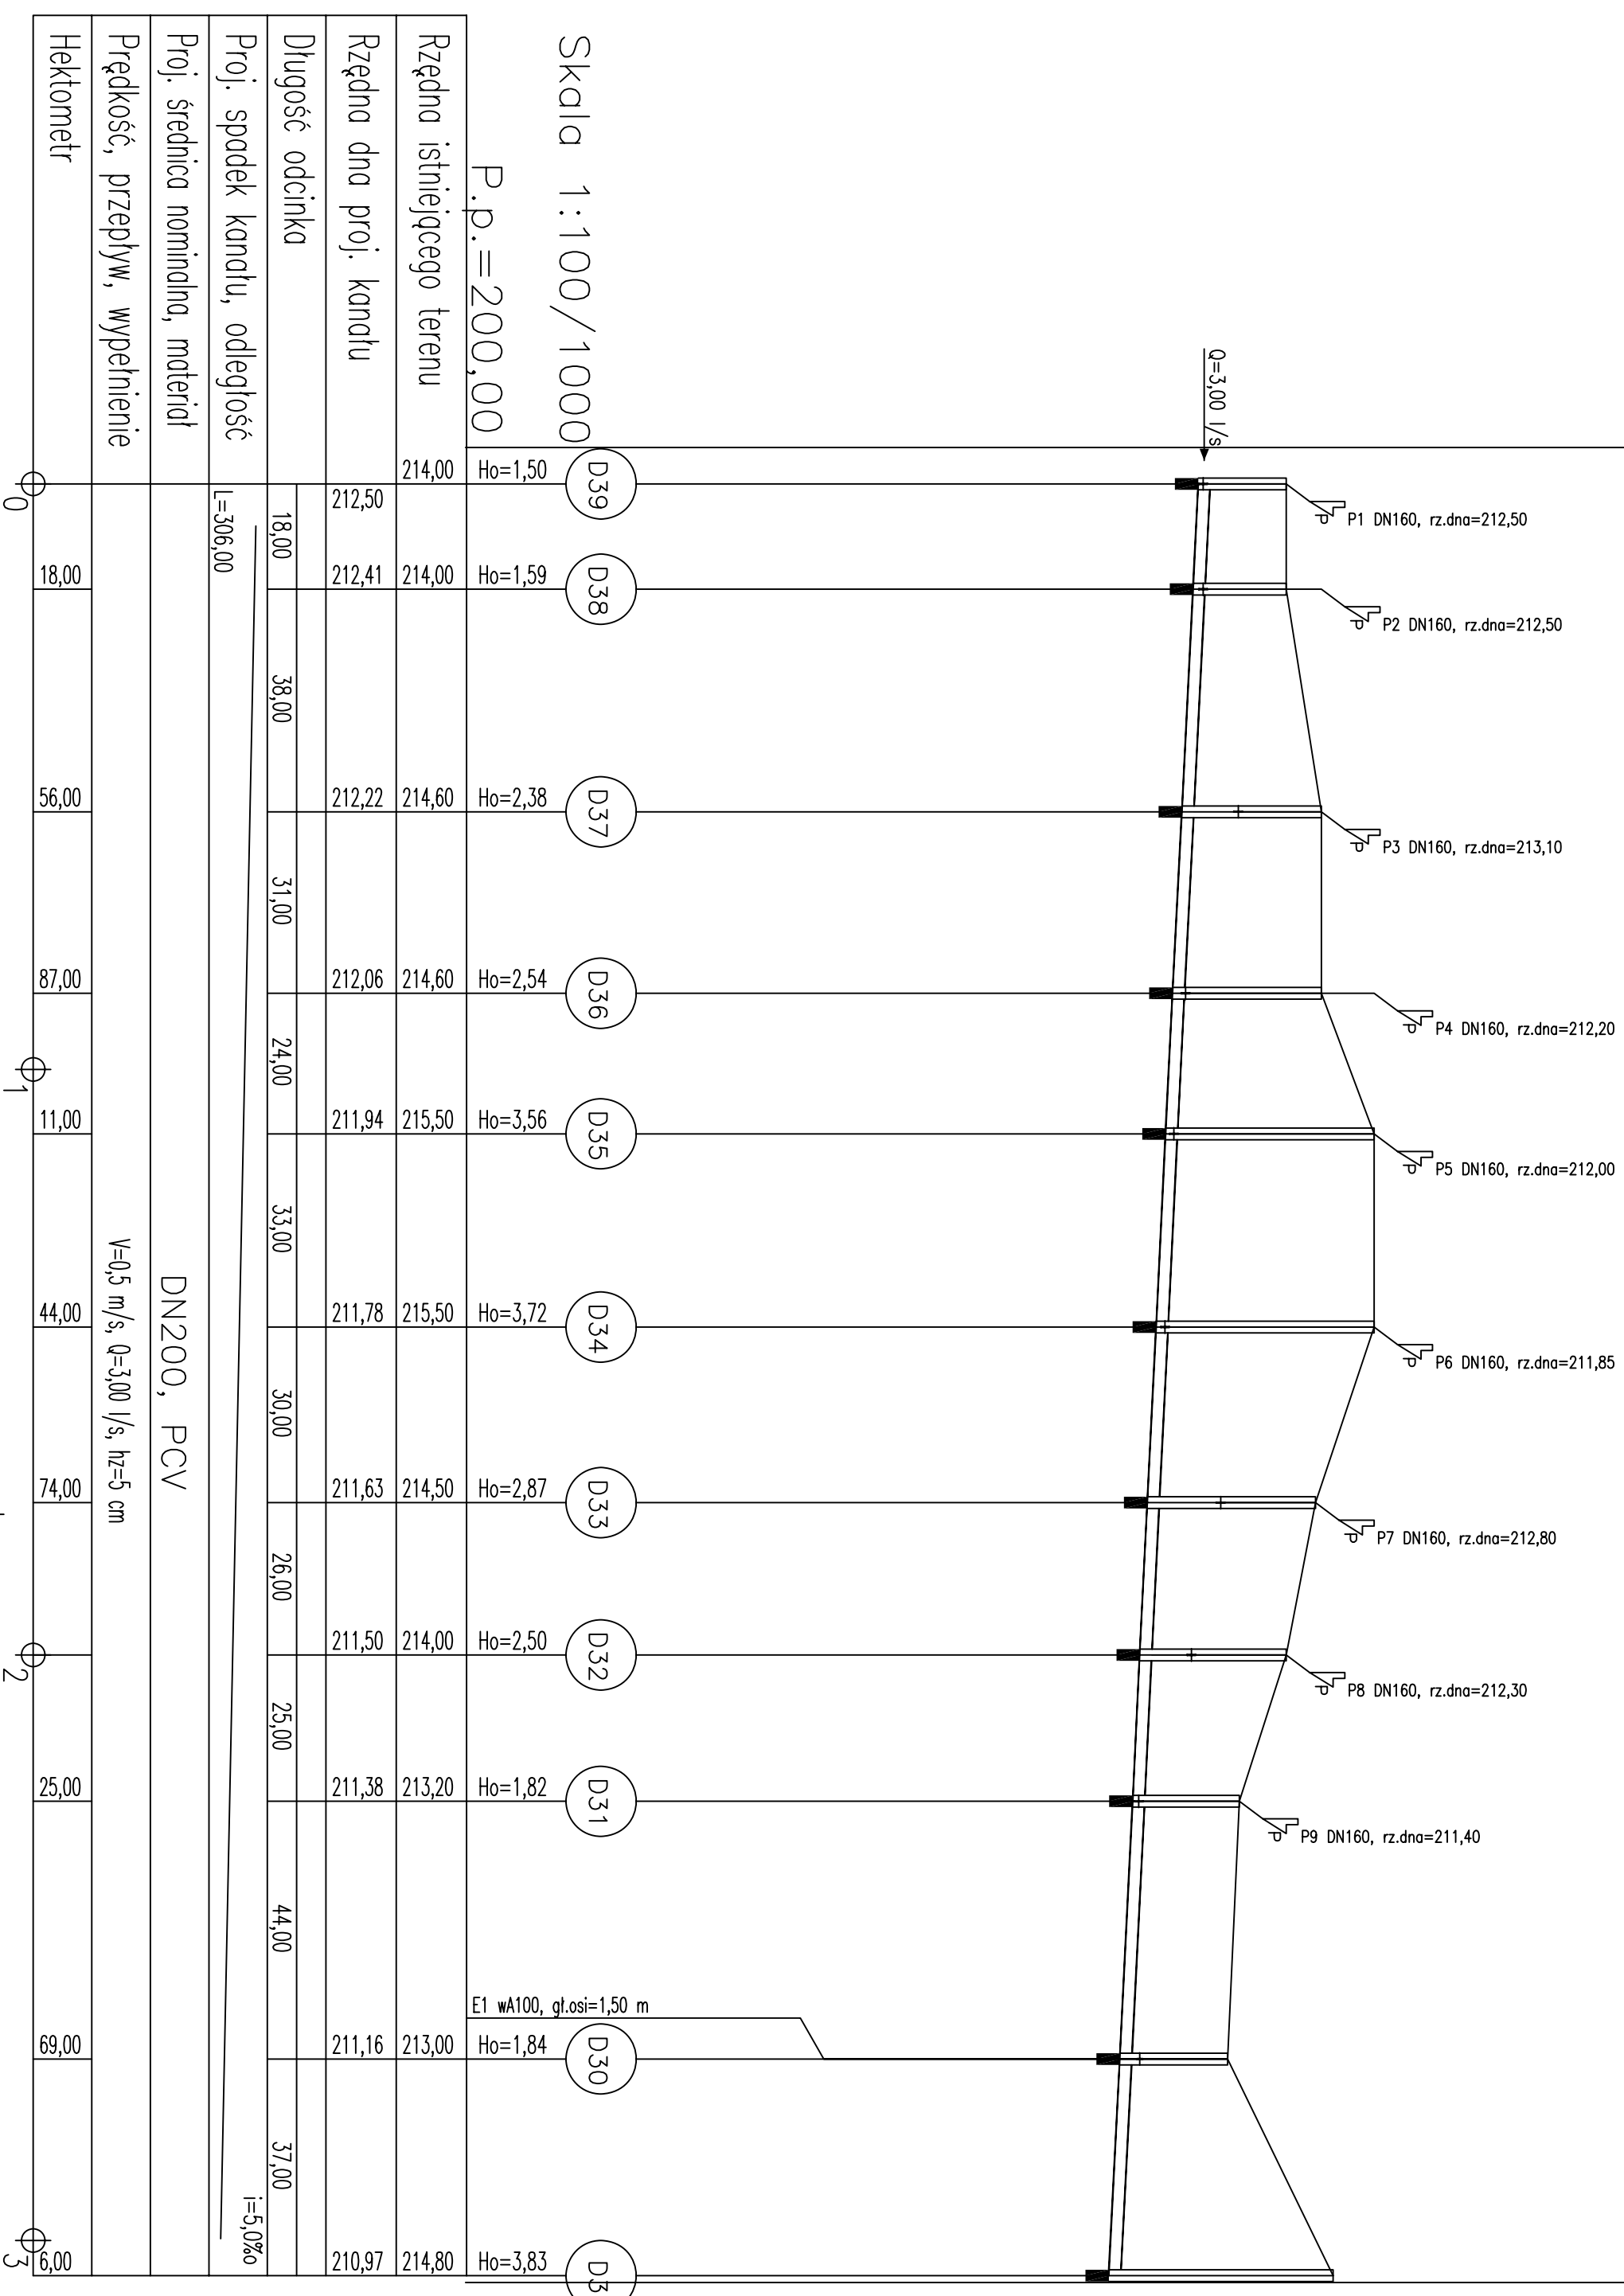 Q=3,00 l/s
P P1 DN160, rz.dna=212,50
P P2 DN160, rz.dna=212,50
P P3 DN160, rz.dna=213,10
P P4 DN160, rz.dna=212,20
P P5 DN160, rz.dna=212,00
P P6 DN160, rz.dna=211,85
P P7 DN160, rz.dna=212,80
P P8 DN160, rz.dna=212,30
P P9 DN160, rz.dna=211,40
Skala 1:100/1000
D39 D38 D37 D36 D35 D34 D33 D32 D31 D30 D3
E1 wA100, gł.osi=1,50 m
P.p.=200,00
Ho=1,50 Ho=1,59 Ho=2,38 Ho=2,54 Ho=3,56 Ho=3,72 Ho=2,87 Ho=2,50 Ho=1,82 Ho=1,84 Ho=3,83
Rzędna istniejącego terenu 214,00 214,00 214,60 214,60 215,50 215,50 214,50 214,00 213,20 213,00 214,80
Rzędna dna proj. kanału 212,50 212,41 212,22 212,06 211,94 211,78 211,63 211,50 211,38 211,16 210,97
Długość odcinka 18,00 38,00 31,00 24,00 33,00 30,00 26,00 25,00 44,00 37,00
Proj. spadek kanału, odległość L=306,00 i=5,0‰
Proj. średnica nominalna, materiał DN200, PCV
Prędkość, przepływ, wypełnienie V=0,5 m/s, Q=3,00 l/s, hz=5 cm
Hektometr 18,00 56,00 87,00 11,00 44,00 74,00 25,00 69,00 6,00
0 1 2 3